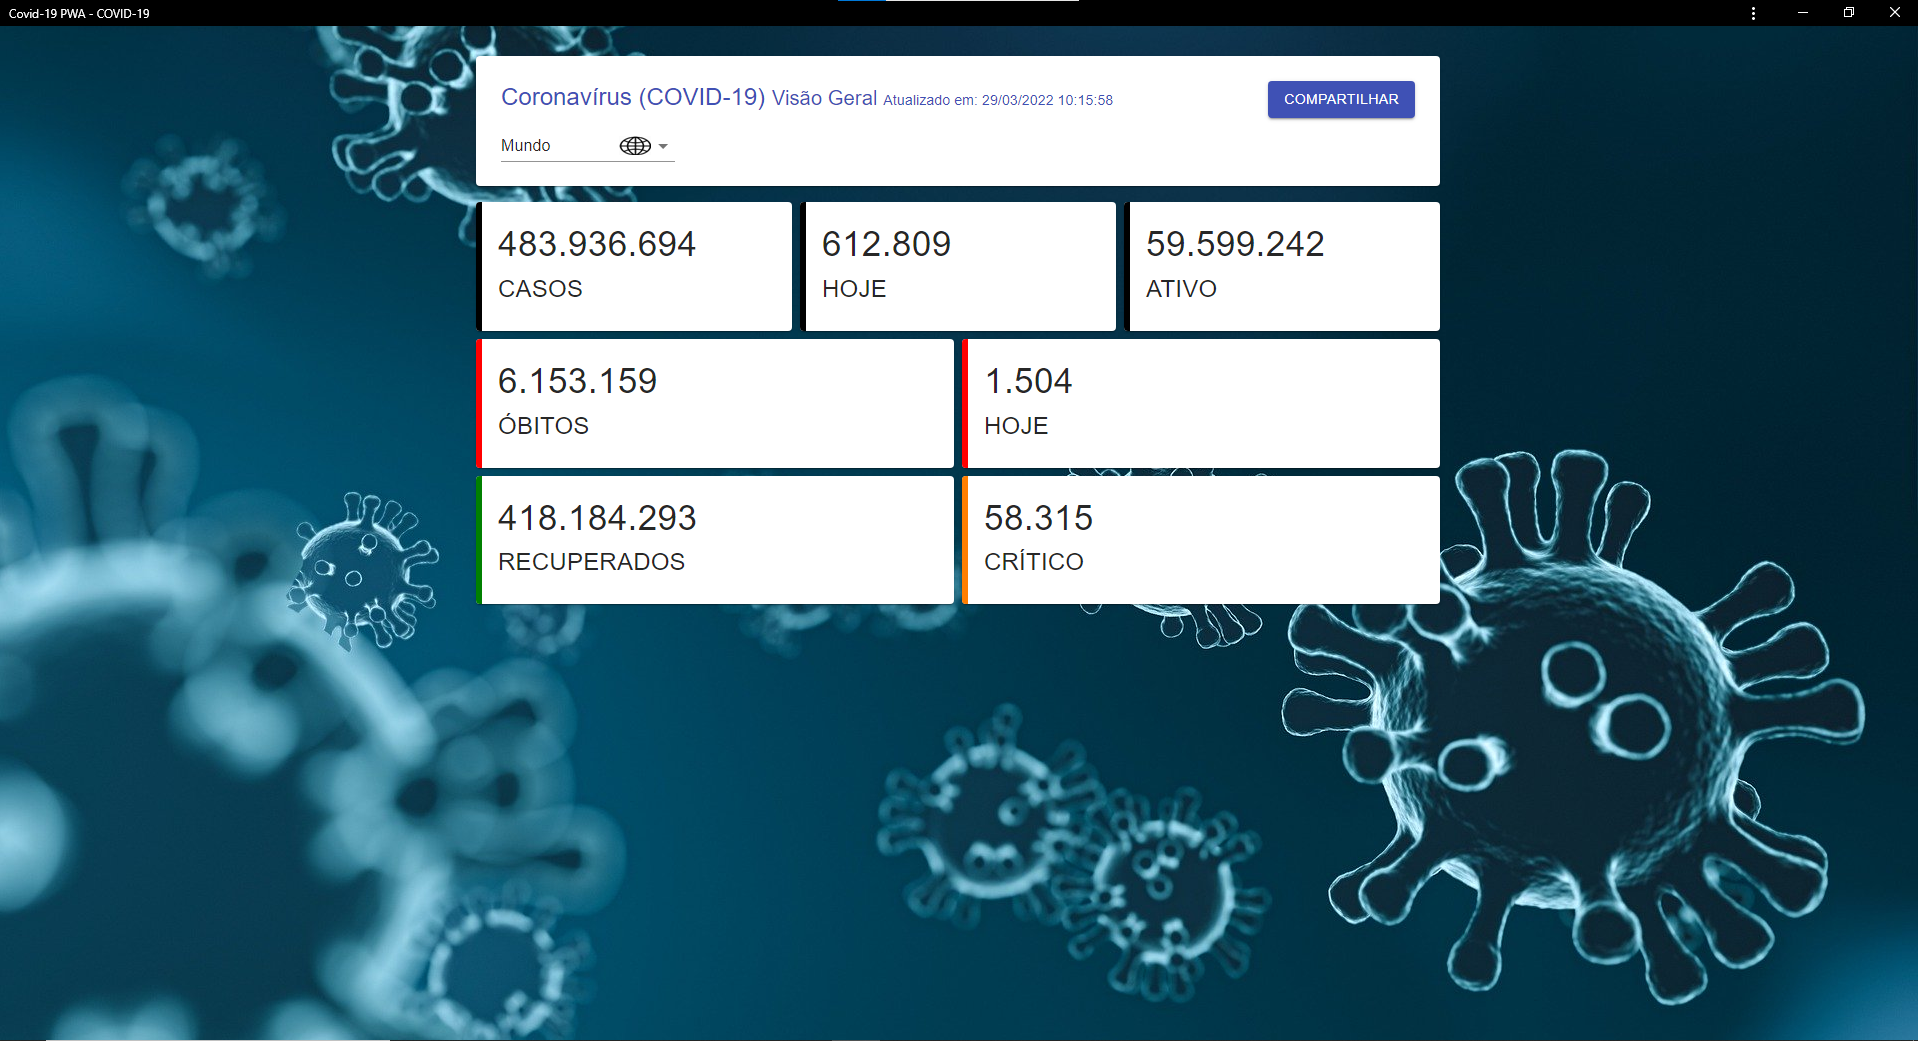 Covid-19 PWA - COVID-19
Coronavírus (COVID-19) Visão Geral Atualizado em: 29/03/2022 10:15:58
COMPARTILHAR
Mundo
483.936.694
CASOS
612.809
HOJE
59.599.242
ATIVO
6.153.159
ÓBITOS
1.504
HOJE
418.184.293
RECUPERADOS
58.315
CRÍTICO